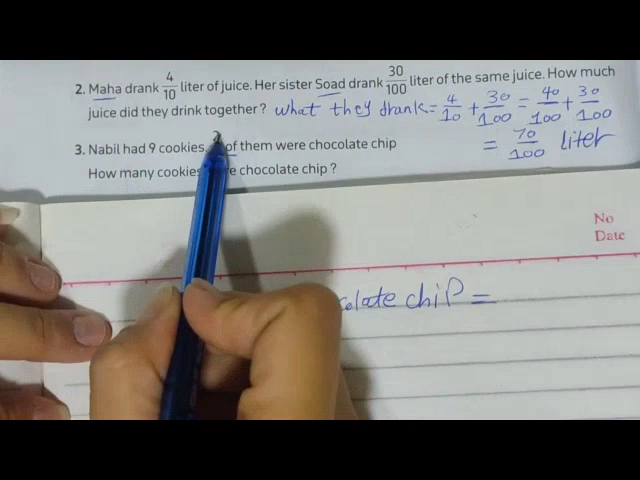 2. Maha drank 4/10 liter of juice. Her sister Soad drank 30/100 liter of the same juice. How much
juice did they drink together? what they drank = 4/10 + 30/100 = 40/100 + 30/100
= 70/100 liter
3. Nabil had 9 cookies, of them were chocolate chip
How many cookies chocolate chip ?
No
Date
chip =